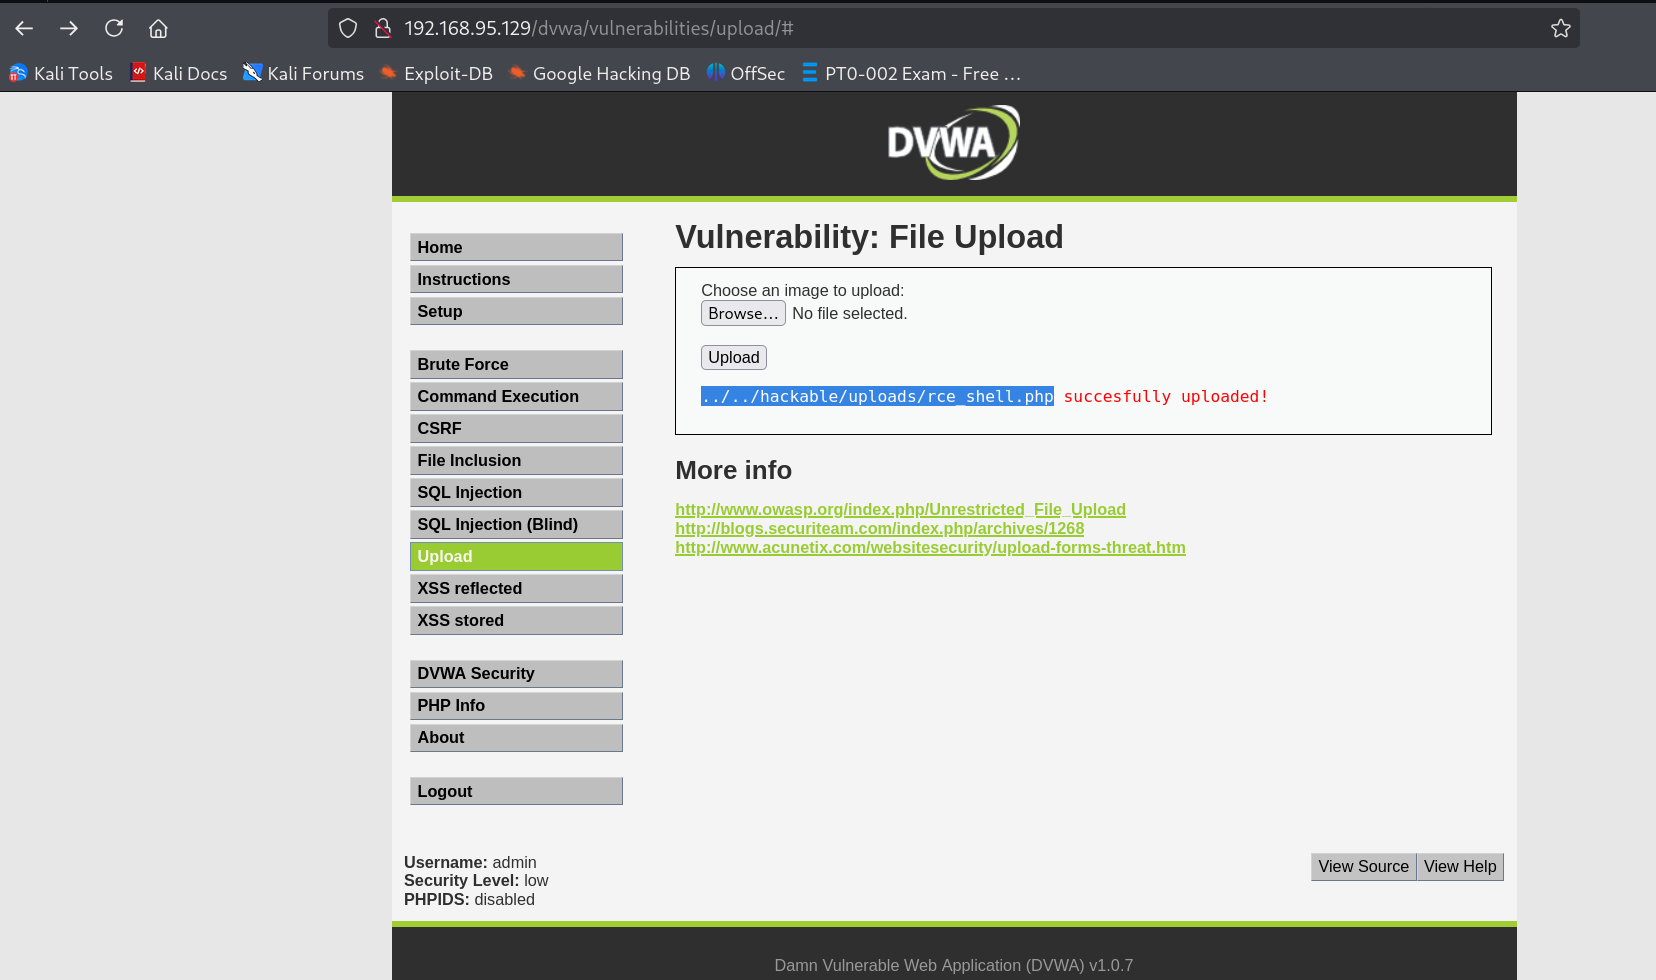 192.168.95.129/dvwa/vulnerabilities/upload/#
Kali Tools Kali Docs Kali Forums Exploit-DB Google Hacking DB OffSec PT0-002 Exam - Free …
DVWA
Home
Instructions
Setup
Brute Force
Command Execution
CSRF
File Inclusion
SQL Injection
SQL Injection (Blind)
Upload
XSS reflected
XSS stored
DVWA Security
PHP Info
About
Logout
Vulnerability: File Upload
Choose an image to upload:
Browse… No file selected.
Upload
../../hackable/uploads/rce_shell.php succesfully uploaded!
More info
http://www.owasp.org/index.php/Unrestricted_File_Upload
http://blogs.securiteam.com/index.php/archives/1268
http://www.acunetix.com/websitesecurity/upload-forms-threat.htm
Username: admin
Security Level: low
PHPIDS: disabled
View Source View Help
Damn Vulnerable Web Application (DVWA) v1.0.7